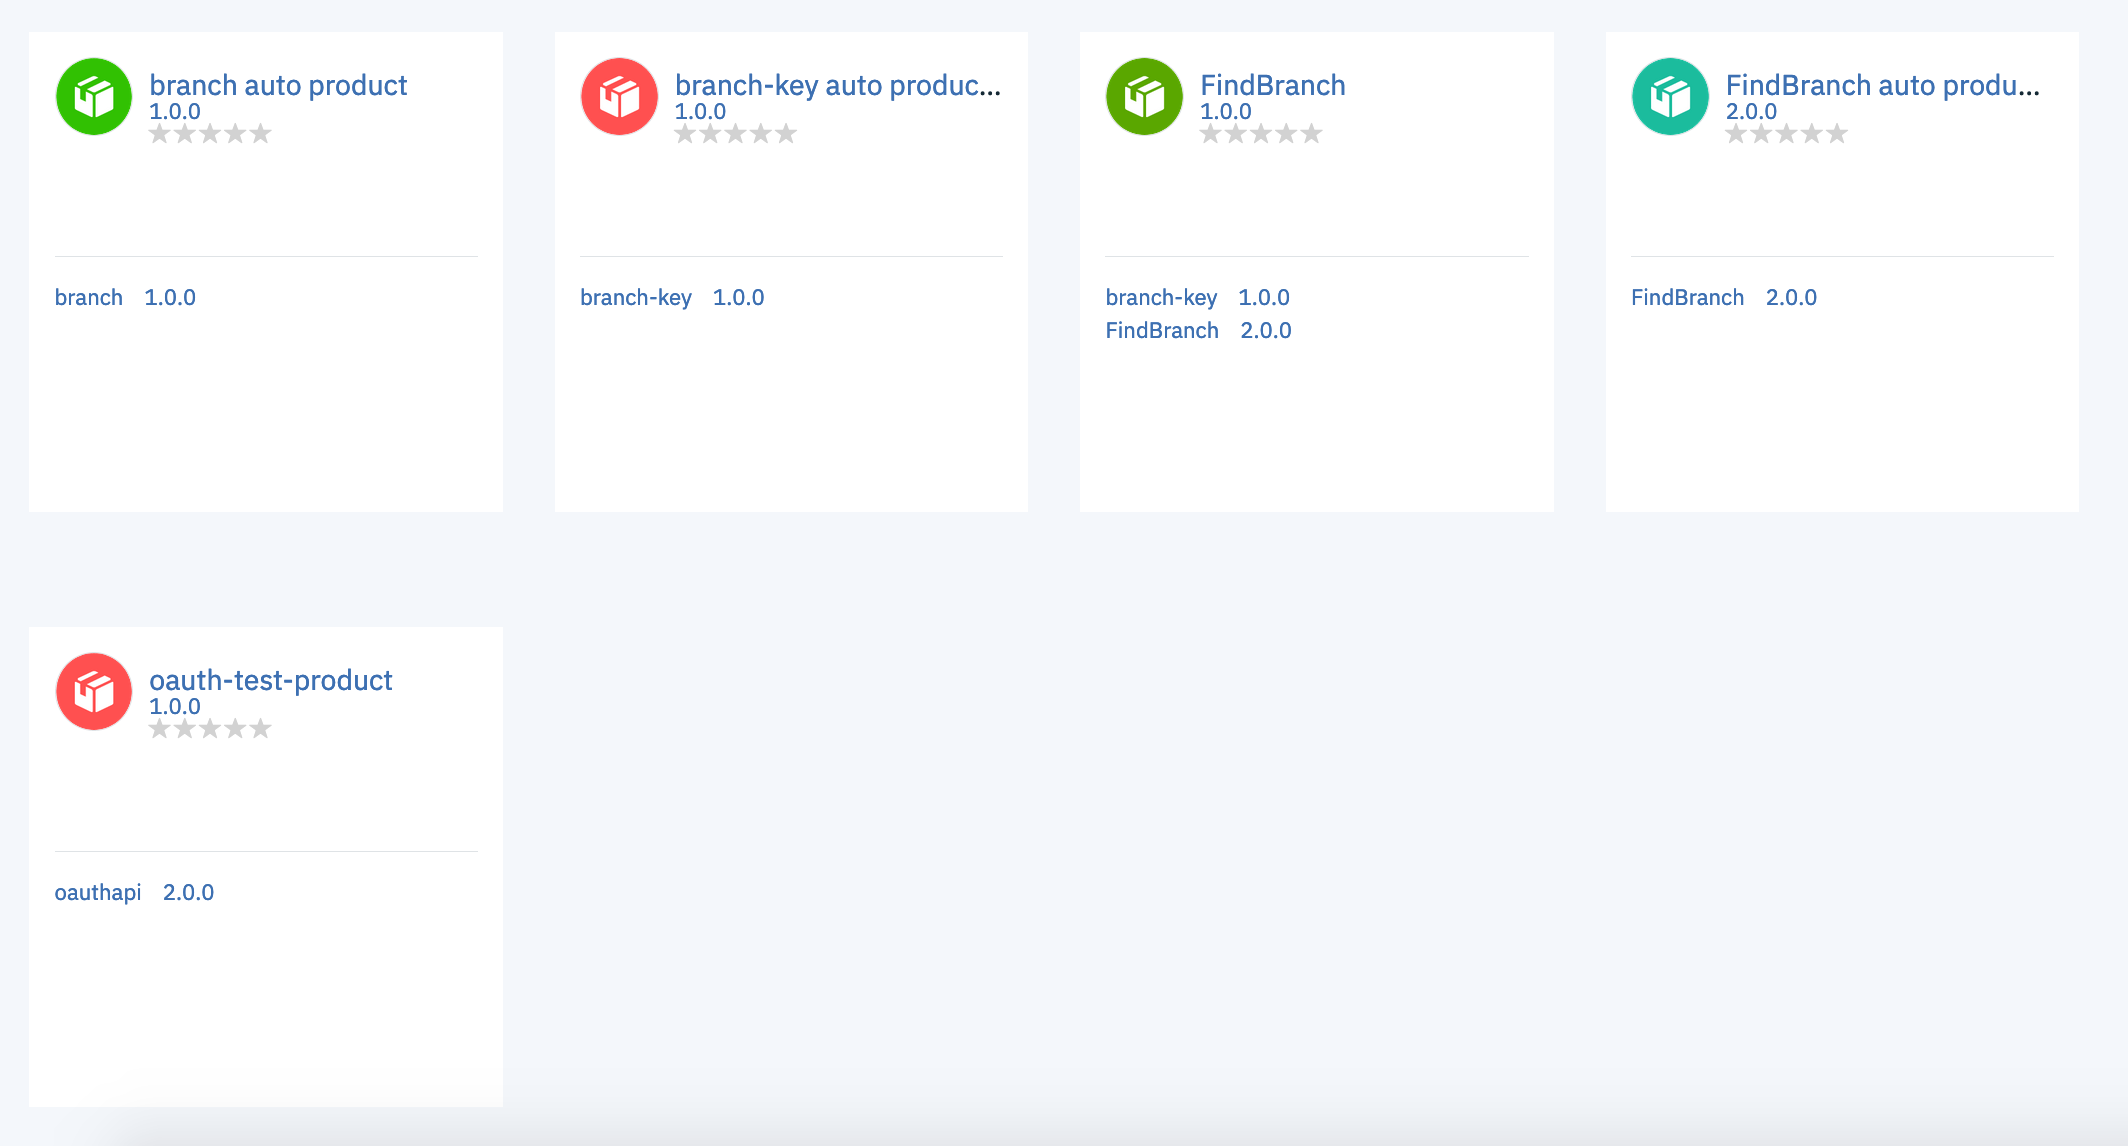 branch auto product
1.0.0
branch 1.0.0
branch-key auto produc...
1.0.0
branch-key 1.0.0
FindBranch
1.0.0
branch-key 1.0.0
FindBranch 2.0.0
FindBranch auto produ...
2.0.0
FindBranch 2.0.0
oauth-test-product
1.0.0
oauthapi 2.0.0